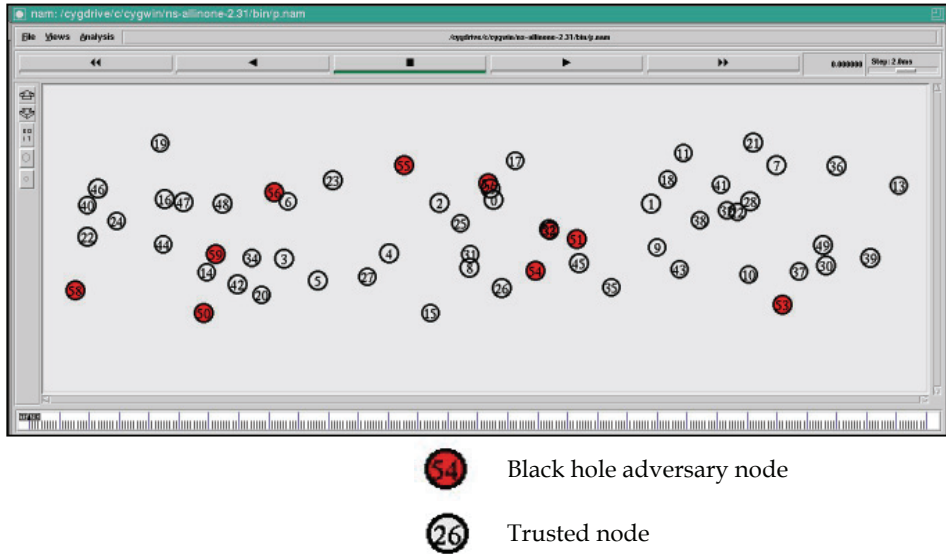 nam: /cygdrive/c/cygwin/ns-allinone-2.31/bin/p.nam
File Views Analysis /cygdrive/c/cygwin/ns-allinone-2.31/bin/p.nam
0.000000 Step: 2.0ms
19 17 11 21
55 7 36
46 56 23 18 41 13
40 16 47 48 6 2 0 1 28
24 25 38
22 44 51 9 49
59 34 3 4 31 45 39
14 8 54 43 10 37 30
58 42 20 5 27 26 35
50 15 53
54 Black hole adversary node
26 Trusted node